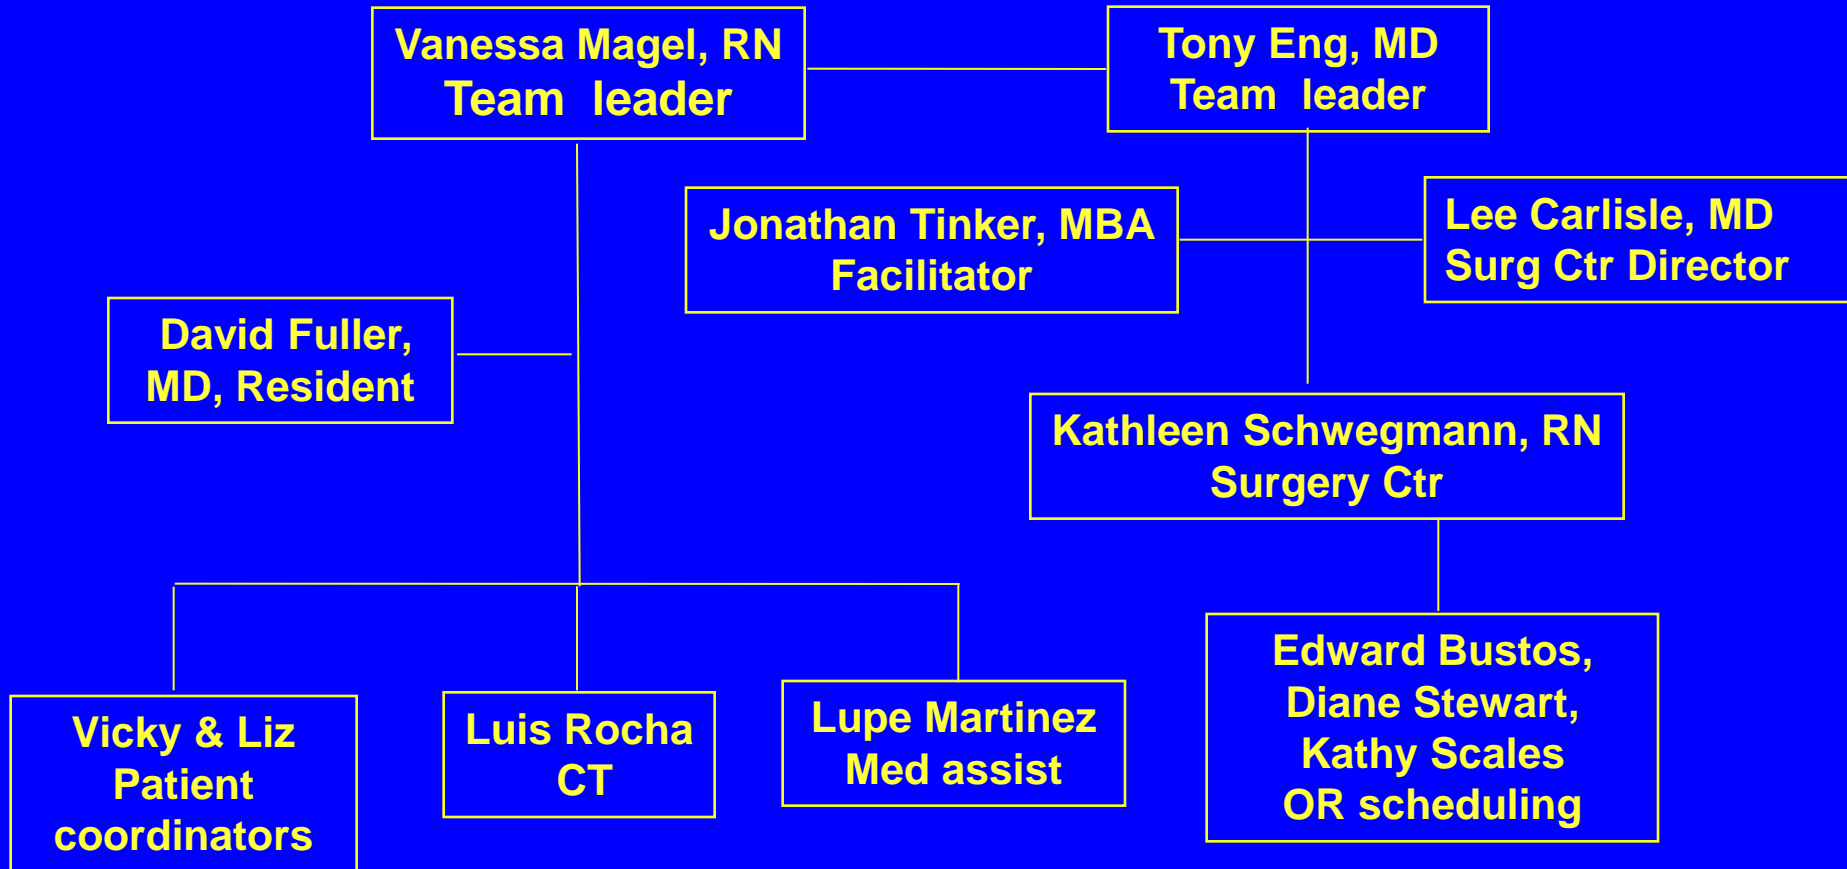 Vanessa Magel, RN
Team leader
Tony Eng, MD
Team leader
Jonathan Tinker, MBA
Facilitator
Lee Carlisle, MD
Surg Ctr Director
David Fuller,
MD, Resident
Kathleen Schwegmann, RN
Surgery Ctr
Vicky & Liz
Patient
coordinators
Luis Rocha
CT
Lupe Martinez
Med assist
Edward Bustos,
Diane Stewart,
Kathy Scales
OR scheduling